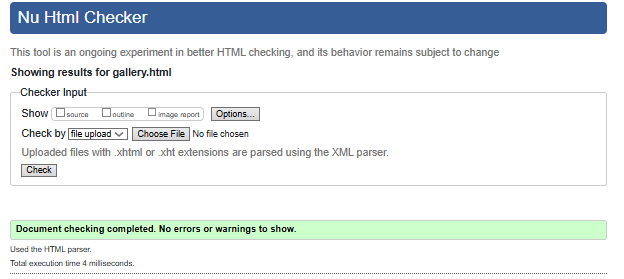 Nu Html Checker
This tool is an ongoing experiment in better HTML checking, and its behavior remains subject to change
Showing results for gallery.html
Checker Input
Show source outline image report Options...
Check by file upload Choose File No file chosen
Uploaded files with .xhtml or .xht extensions are parsed using the XML parser.
Check
Document checking completed. No errors or warnings to show.
Used the HTML parser.
Total execution time 4 milliseconds.